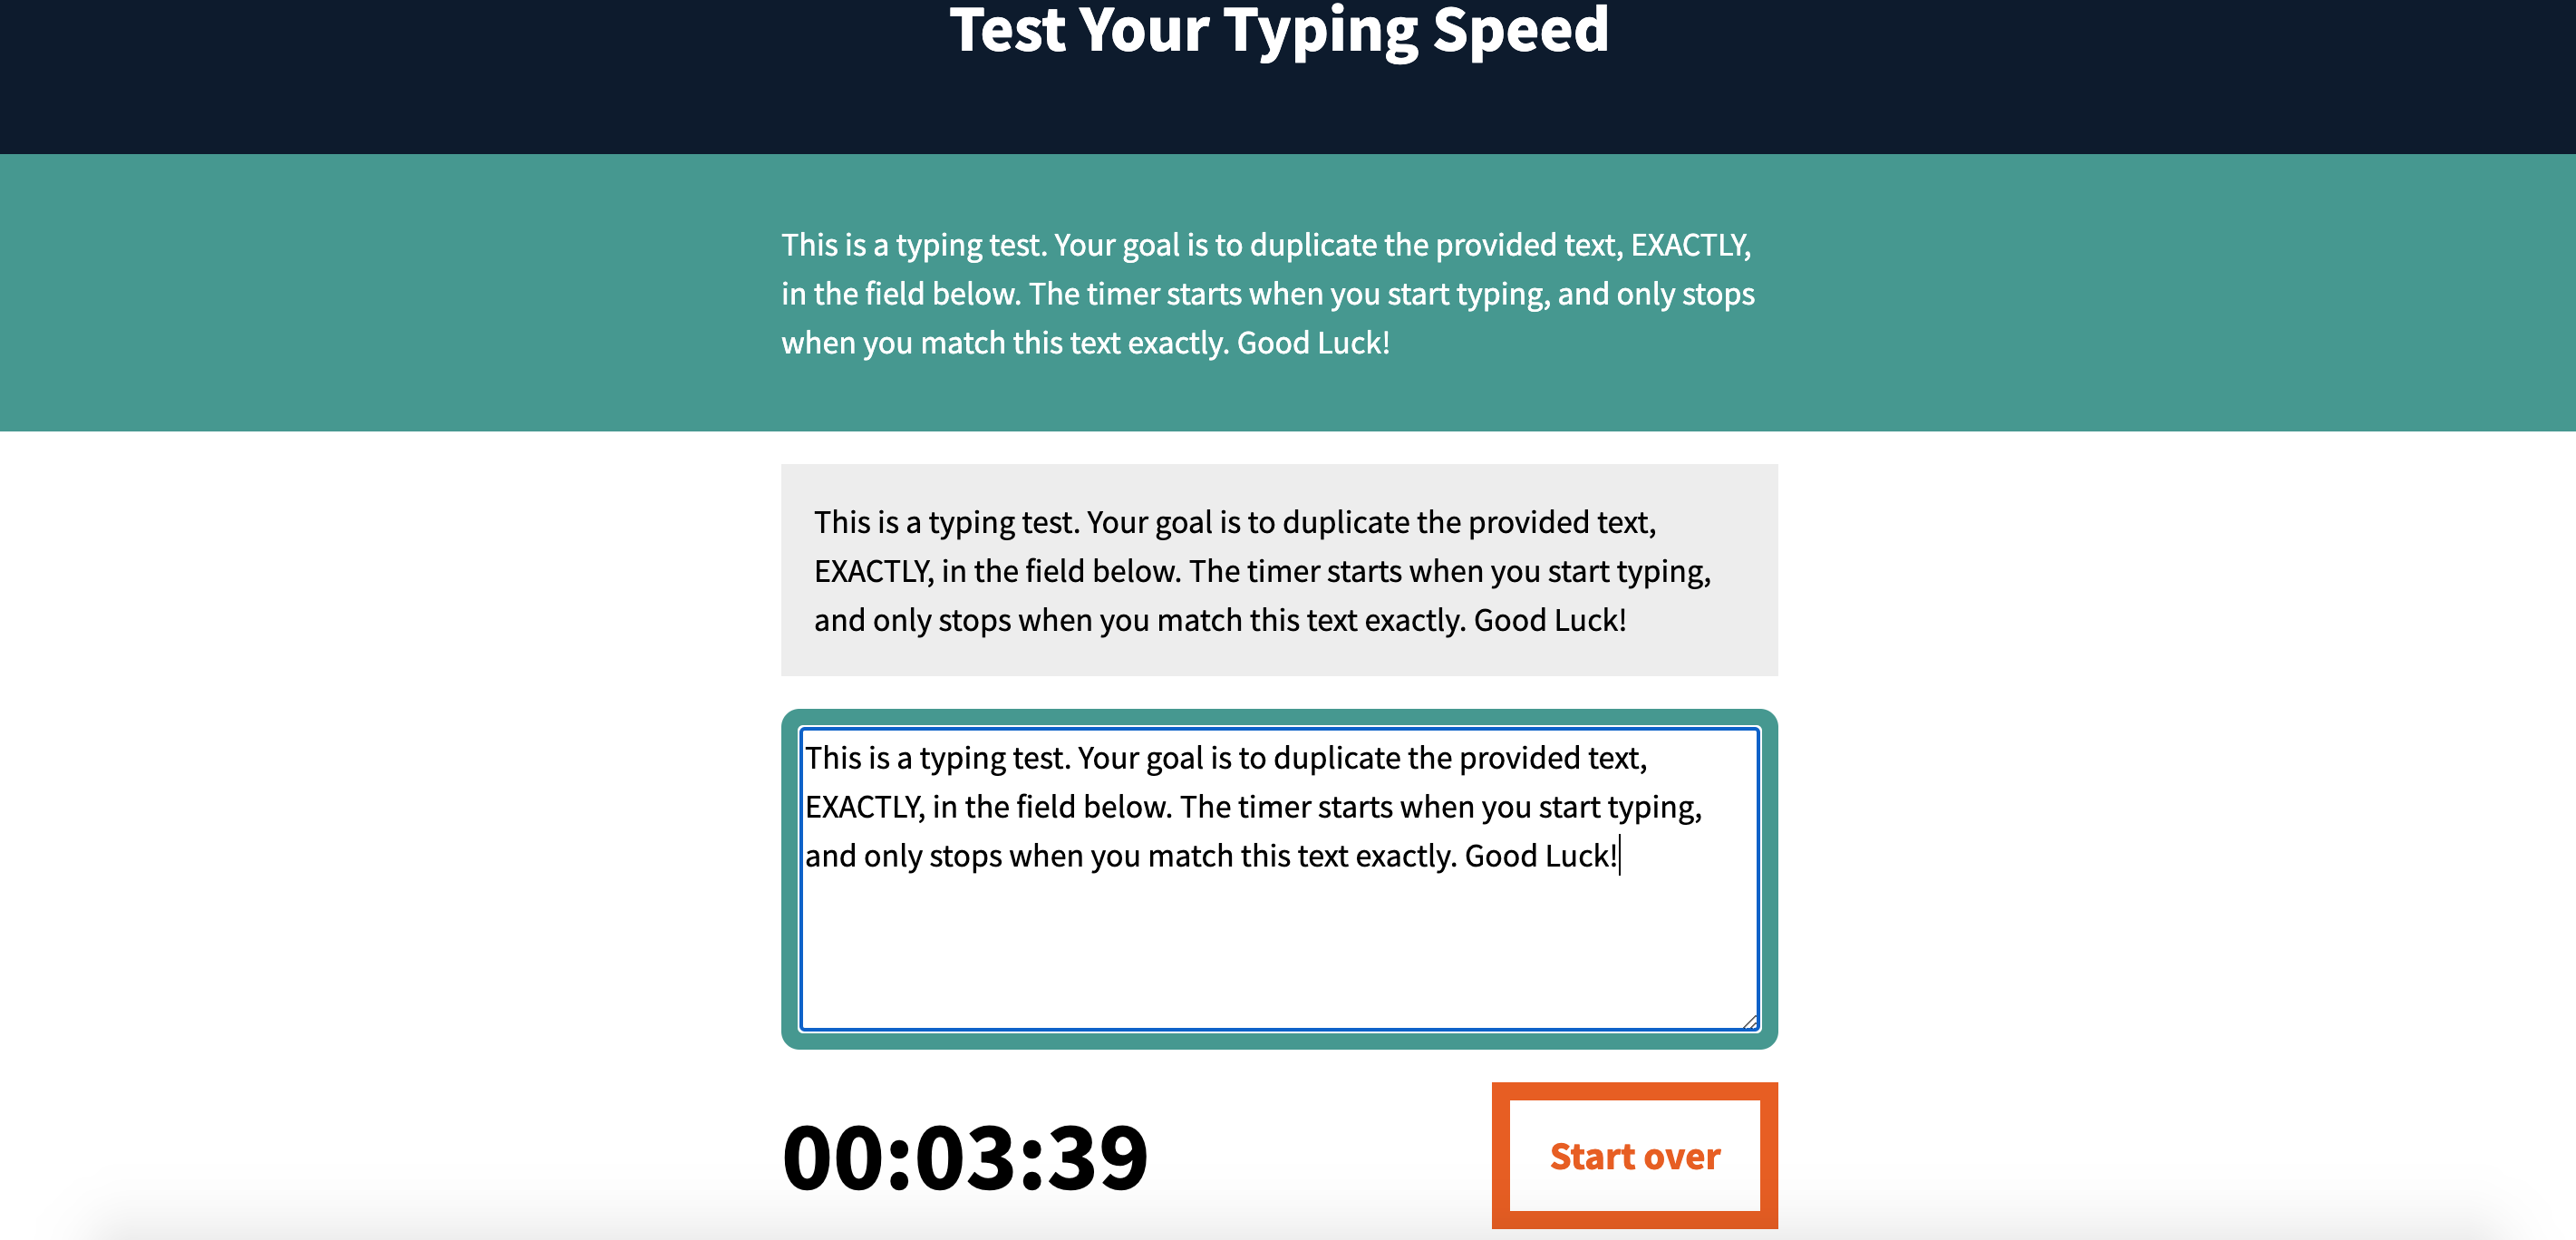 Test Your Typing Speed
This is a typing test. Your goal is to duplicate the provided text, EXACTLY,
in the field below. The timer starts when you start typing, and only stops
when you match this text exactly. Good Luck!
This is a typing test. Your goal is to duplicate the provided text,
EXACTLY, in the field below. The timer starts when you start typing,
and only stops when you match this text exactly. Good Luck!
This is a typing test. Your goal is to duplicate the provided text,
EXACTLY, in the field below. The timer starts when you start typing,
and only stops when you match this text exactly. Good Luck!
00:03:39
Start over